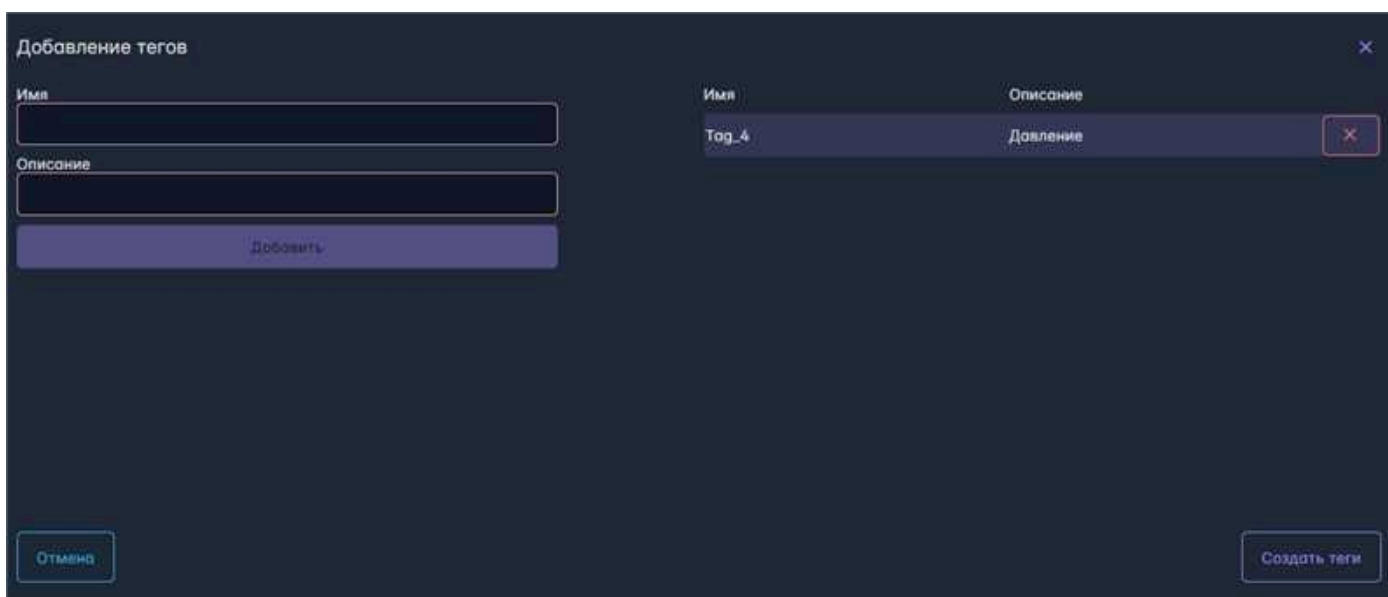 Добавление тегов
Имя
Описание
Добавить
Имя Описание
Tag_4 Давление
Отмена
Создать теги